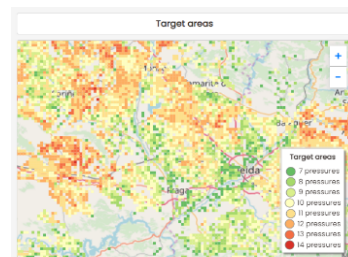 Target areas
+
-
Fraga
Target areas
7 pressures
8 pressures
9 pressures
10 pressures
11 pressures
12 pressures
13 pressures
14 pressures